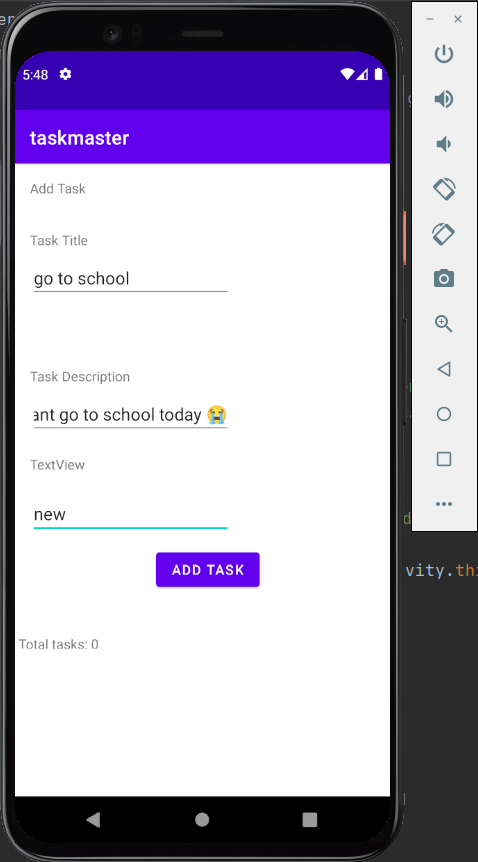 5:48
taskmaster
Add Task
Task Title
go to school
Task Description
ant go to school today 😭
TextView
new
ADD TASK
Total tasks: 0
vity.thi